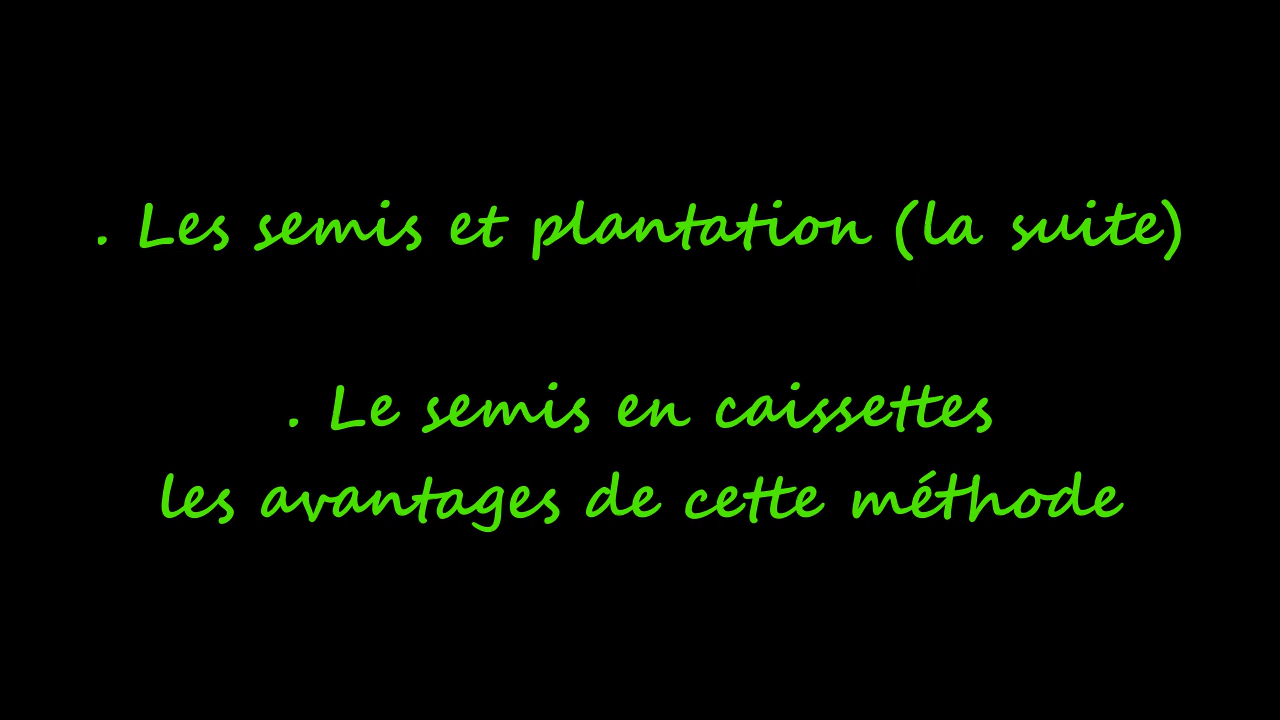 . Les semis et plantation (la suite)
. Le semis en caissettes
les avantages de cette méthode